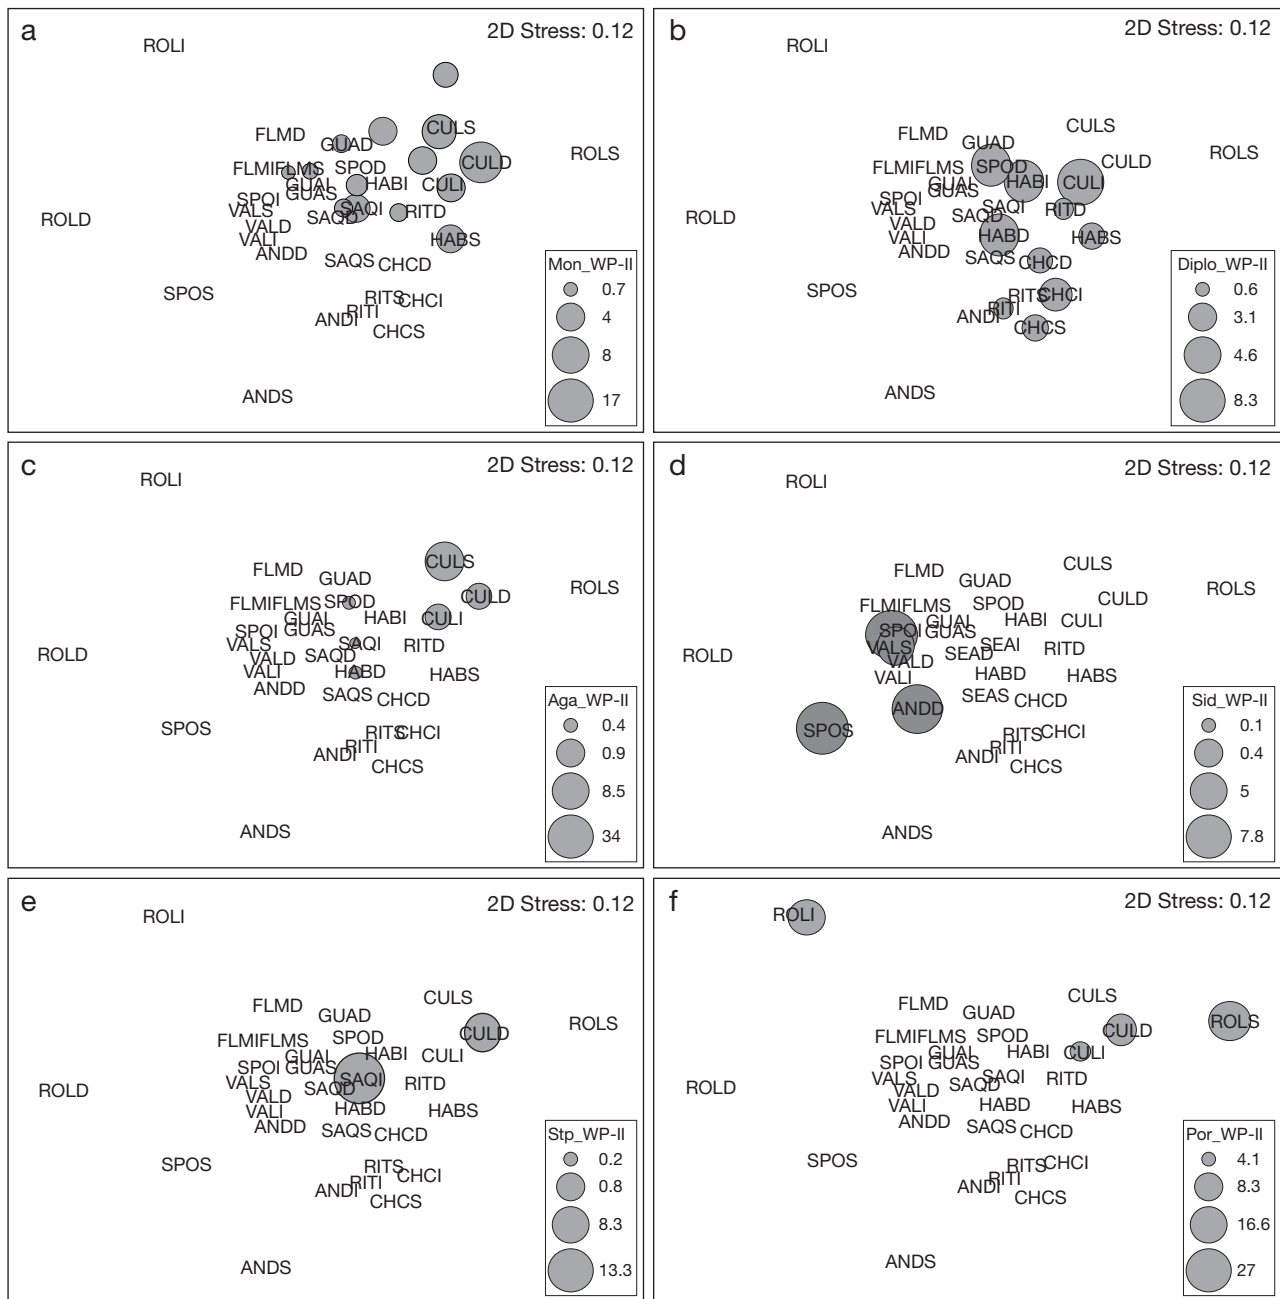 a
2D Stress: 0.12
ROLI
CULS
FLMD
GUAD
ROLS
CULD
FLMIFLMS
SPOD
GUAL
HABI
CULI
GUAS
SPOI
VALS
SAQI
RITD
SAQD
ROLD
VALD
VALI
HABS
ANDD
SAQS
CHCD
SPOS
RITS
CHCI
RITI
ANDI
CHCS
ANDS
Mon_WP-II
0.7
4
8
17
b
2D Stress: 0.12
ROLI
CULS
FLMD
GUAD
ROLS
CULD
FLMIFLMS
SPOD
HABI
CULI
GUAL
GUAS
SPOI
VALS
SAQI
RITD
SAQD
ROLD
VALD
VALI
HABD
HABS
ANDD
SAQS
CHCD
SPOS
RITS
CHCI
RITI
ANDI
CHCS
ANDS
Diplo_WP-II
0.6
3.1
4.6
8.3
c
2D Stress: 0.12
ROLI
CULS
FLMD
GUAD
ROLS
CULD
FLMIFLMS
SPOD
GUAL
HABI
CULI
SPOI
GUAS
VALS
SAQI
RITD
ROLD
VALD
SAQD
VALI
HABD
HABS
ANDD
SAQS
CHCD
SPOS
RITS
CHCI
RITI
ANDI
CHCS
ANDS
Aga_WP-II
0.4
0.9
8.5
34
d
2D Stress: 0.12
ROLI
CULS
FLMD
GUAD
ROLS
CULD
FLMIFLMS
SPOD
GUAL
HABI
CULI
SPOI
GUAS
VALS
SEAI
RITD
ROLD
VALD
SEAD
VALI
HABD
HABS
SEAS
CHCD
ANDD
SPOS
RITS
CHCI
RITI
ANDI
CHCS
ANDS
Sid_WP-II
0.1
0.4
5
7.8
e
2D Stress: 0.12
ROLI
CULS
FLMD
GUAD
ROLS
CULD
FLMIFLMS
SPOD
GUAL
HABI
CULI
SPOI
GUAS
VALS
SAQI
RITD
ROLD
VALD
SAQD
VALI
HABD
HABS
ANDD
SAQS
CHCD
SPOS
RITS
CHCI
RITI
ANDI
CHCS
ANDS
Stp_WP-II
0.2
0.8
8.3
13.3
f
2D Stress: 0.12
ROLI
CULS
FLMD
GUAD
ROLS
CULD
FLMIFLMS
SPOD
GUAL
HABI
CULI
SPOI
GUAS
VALS
SAQI
RITD
ROLD
VALD
SAQD
VALI
HABD
HABS
ANDD
SAQS
CHCD
SPOS
RITS
CHCI
RITI
ANDI
CHCS
ANDS
Por_WP-II
4.1
8.3
16.6
27